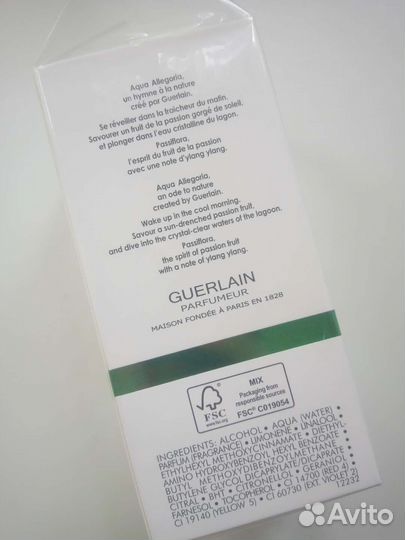 Aqua Allegoria,
un hymne à la nature
créé par Guerlain.
Se réveiller dans la fraîcheur du matin,
Savourer un fruit de la passion gorgé de soleil,
et plonger dans l'eau cristalline du lagon.
Passiflora,
l'esprit du fruit de la passion
avec une note d'ylang ylang.
Aqua Allegoria,
an ode to nature
created by Guerlain.
Wake up in the cool morning,
Savour a sun-drenched passion fruit,
and dive into the crystal-clear waters of the lagoon.
Passiflora,
the spirit of passion fruit
with a note of ylang ylang.
GUERLAIN
PARFUMEUR
MAISON FONDÉE À PARIS EN 1828
FSC
www.fsc.org
MIX
Packaging from
responsible sources
FSC® C019054
INGREDIENTS: ALCOHOL • AQUA (WATER)
PARFUM (FRAGRANCE) • LIMONENE • LINALOOL •
ETHYLHEXYL METHOXYCINNAMATE • DIETHYL-
AMINO HYDROXYBENZOYL HEXYL BENZOATE
BUTYL METHOXYDIBENZOYLMETHANE
BUTYLENE GLYCOL DICAPRYLATE/DICAPRATE
CITRAL • BHT • CITRONELLOL • GERANIOL
FARNESOL • TOCOPHEROL • CI 14700 (RED 4) •
CI 19140 (YELLOW 5) • CI 60730 (EXT. VIOLET 2)
12232
Avito